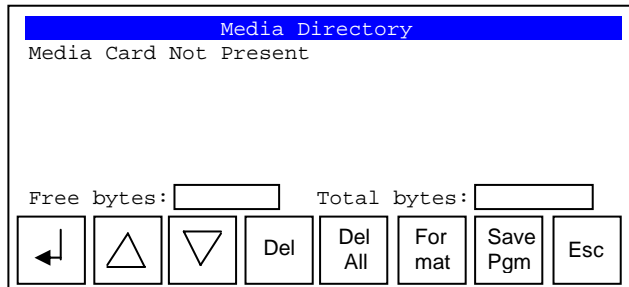 Media Directory
Media Card Not Present
Free bytes: Total bytes:
Del Del All For mat Save Pgm Esc